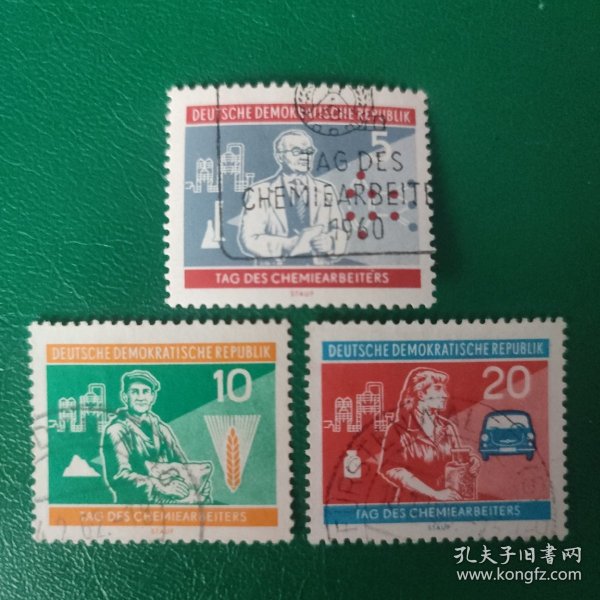 DEUTSCHE DEMOKRATISCHE REPUBLIK
5
TAG DES
CHEMIEARBEITE
1960
TAG DES CHEMIEARBEITERS
STAUF
DEUTSCHE DEMOKRATISCHE REPUBLIK
10
TAG DES CHEMIEARBEITERS
STAUF
DEUTSCHE DEMOKRATISCHE REPUBLIK
20
TAG DES CHEMIEARBEITERS
STAUF
孔夫子旧书网
www.kongfz.com